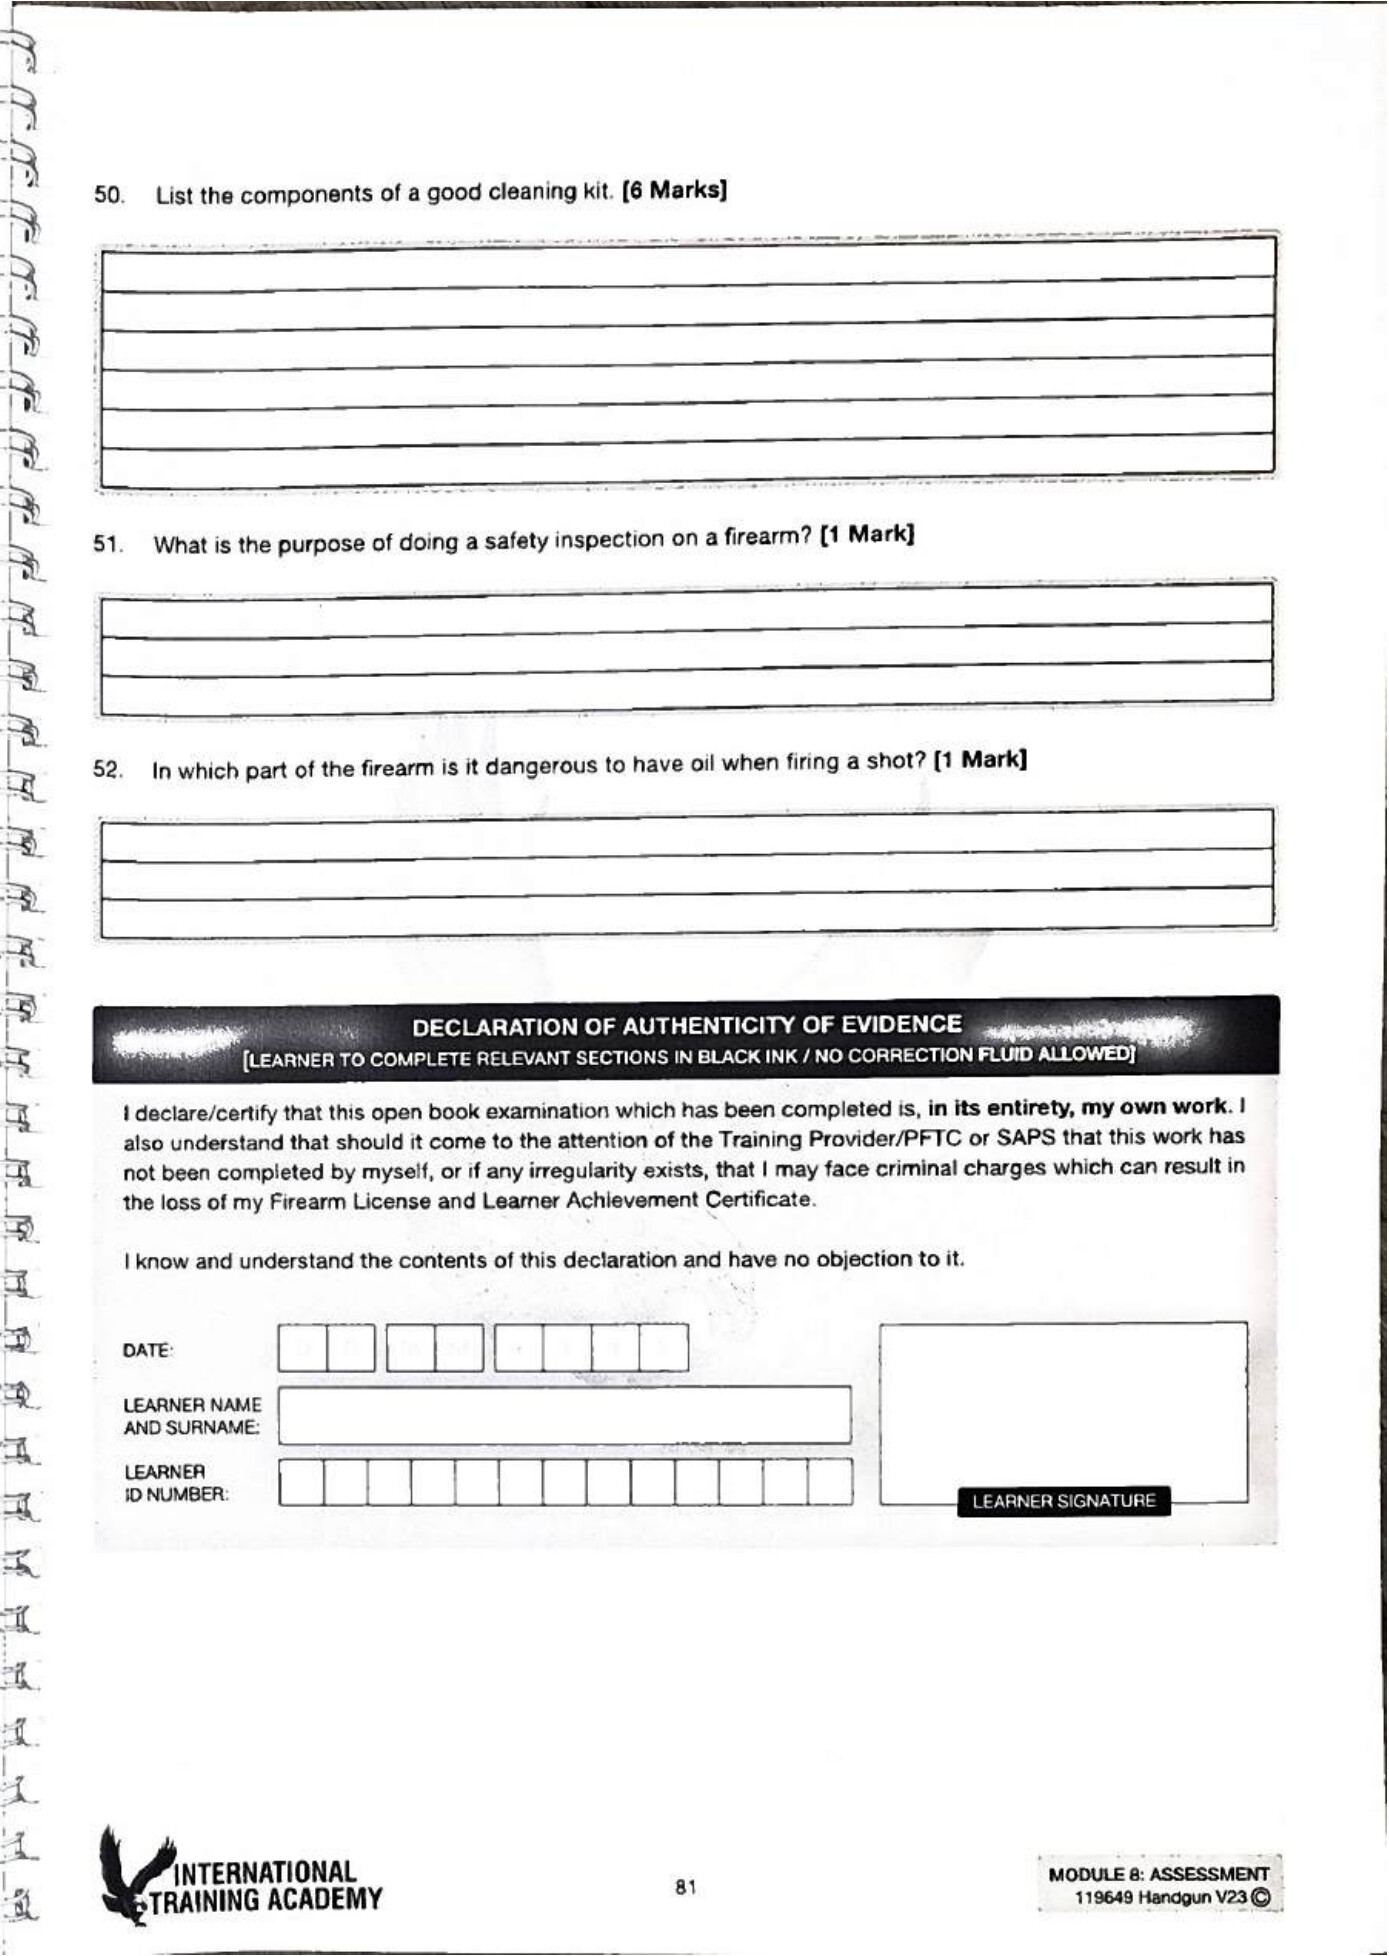 50. List the components of a good cleaning kit. [6 Marks]
51. What is the purpose of doing a safety inspection on a firearm? [1 Mark]
52. In which part of the firearm is it dangerous to have oil when firing a shot? [1 Mark]
DECLARATION OF AUTHENTICITY OF EVIDENCE
[LEARNER TO COMPLETE RELEVANT SECTIONS IN BLACK INK / NO CORRECTION FLUID ALLOWED]
I declare/certify that this open book examination which has been completed is, in its entirety, my own work. I
also understand that should it come to the attention of the Training Provider/PFTC or SAPS that this work has
not been completed by myself, or if any irregularity exists, that I may face criminal charges which can result in
the loss of my Firearm License and Learner Achievement Certificate.
I know and understand the contents of this declaration and have no objection to it.
DATE:
LEARNER NAME
AND SURNAME:
LEARNER
ID NUMBER:
LEARNER SIGNATURE
INTERNATIONAL
TRAINING ACADEMY
81
MODULE 8: ASSESSMENT
119649 Handgun V23 ©